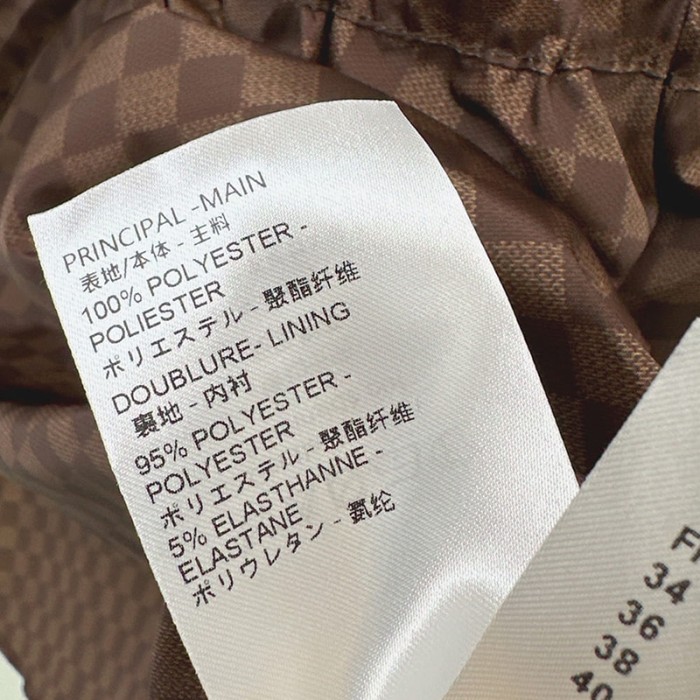 PRINCIPAL -MAIN
表地/本体 - 主料
100% POLYESTER -
POLIESTER
ポリエステル - 聚酯纤维
DOUBLURE- LINING
裏地 - 内衬
95% POLYESTER -
POLYESTER
ポリエステル - 聚酯纤维
5% ELASTHANNE -
ELASTANE
ポリウレタン - 氨纶
34
36
38
40